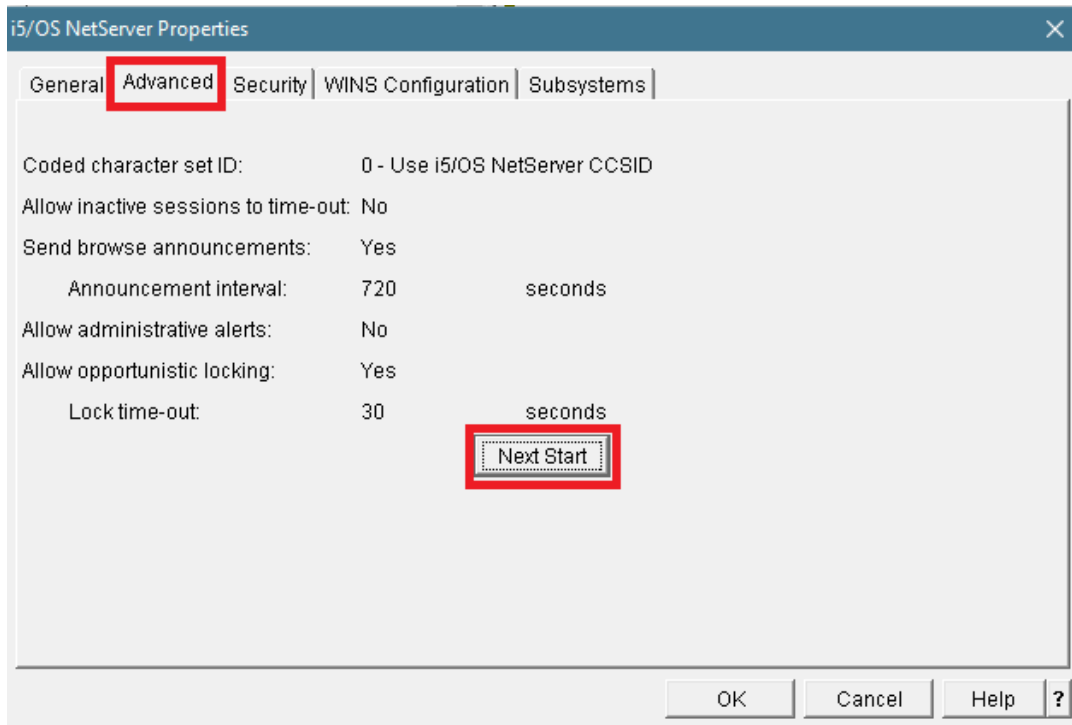 i5/OS NetServer Properties
General Advanced Security WINS Configuration Subsystems
Coded character set ID: 0 - Use i5/OS NetServer CCSID
Allow inactive sessions to time-out: No
Send browse announcements: Yes
Announcement interval: 720 seconds
Allow administrative alerts: No
Allow opportunistic locking: Yes
Lock time-out: 30 seconds
Next Start
OK Cancel Help ?